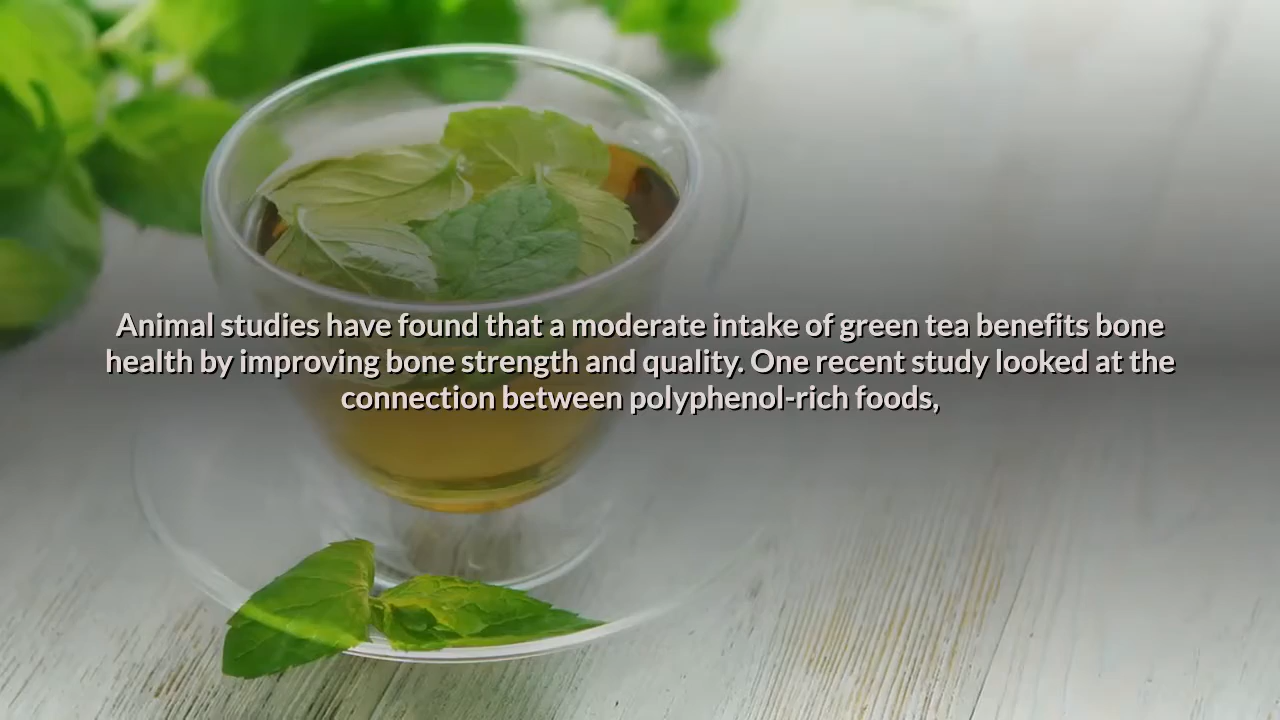 Animal studies have found that a moderate intake of green tea benefits bone
health by improving bone strength and quality. One recent study looked at the
connection between polyphenol-rich foods,